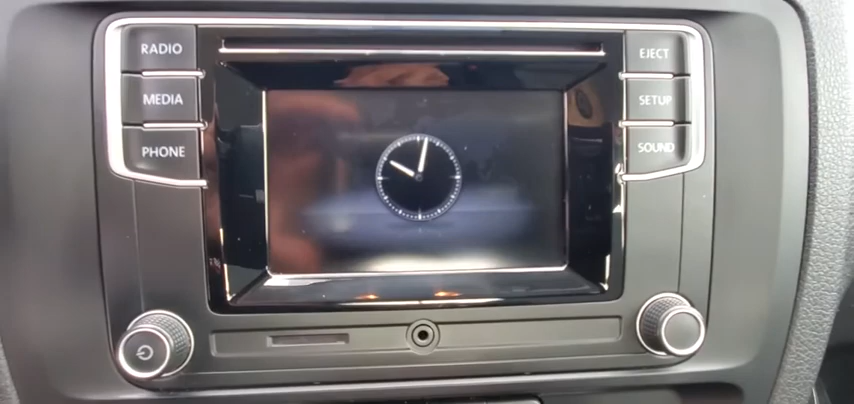 RADIO
MEDIA
PHONE
EJECT
SETUP
SOUND